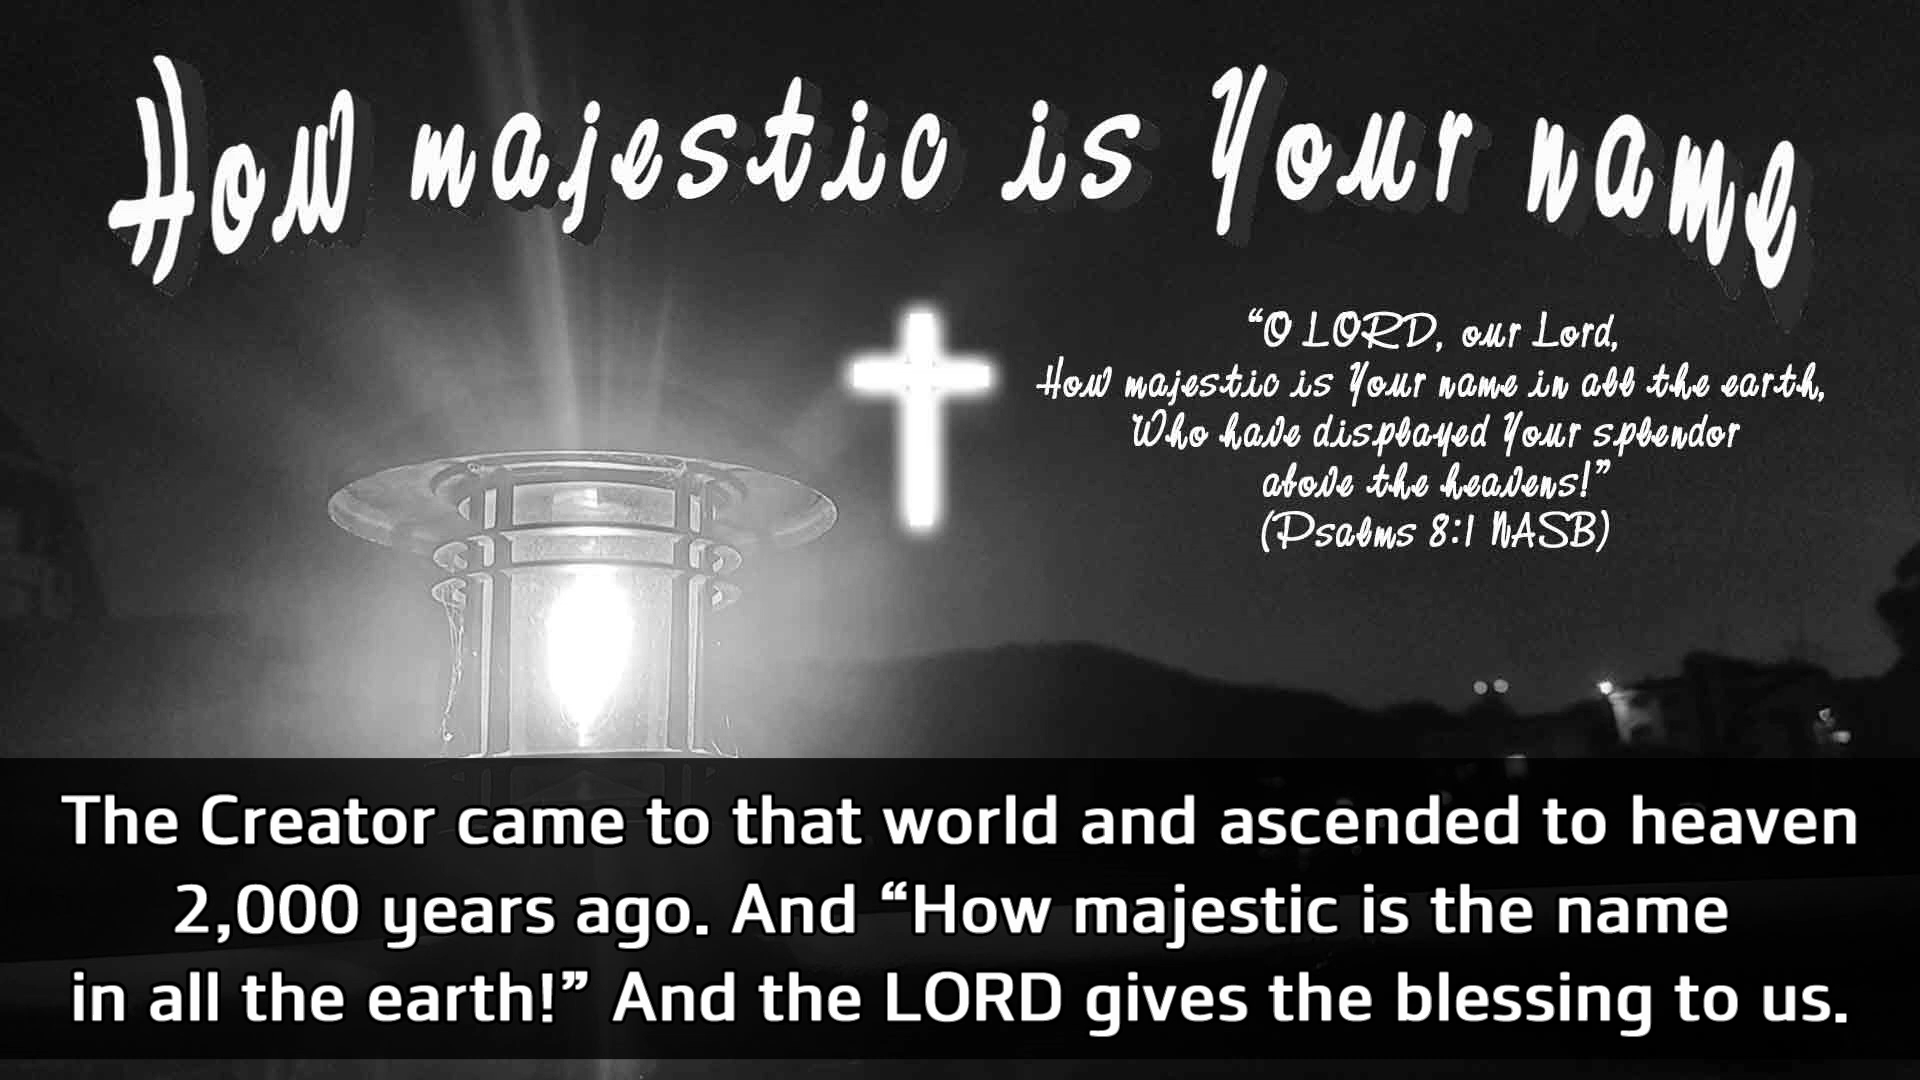 How majestic is Your name
“O LORD, our Lord,
How majestic is Your name in all the earth,
Who have displayed Your splendor
above the heavens!”
(Psalms 8:1 NASB)
The Creator came to that world and ascended to heaven
2,000 years ago. And “How majestic is the name
in all the earth!” And the LORD gives the blessing to us.